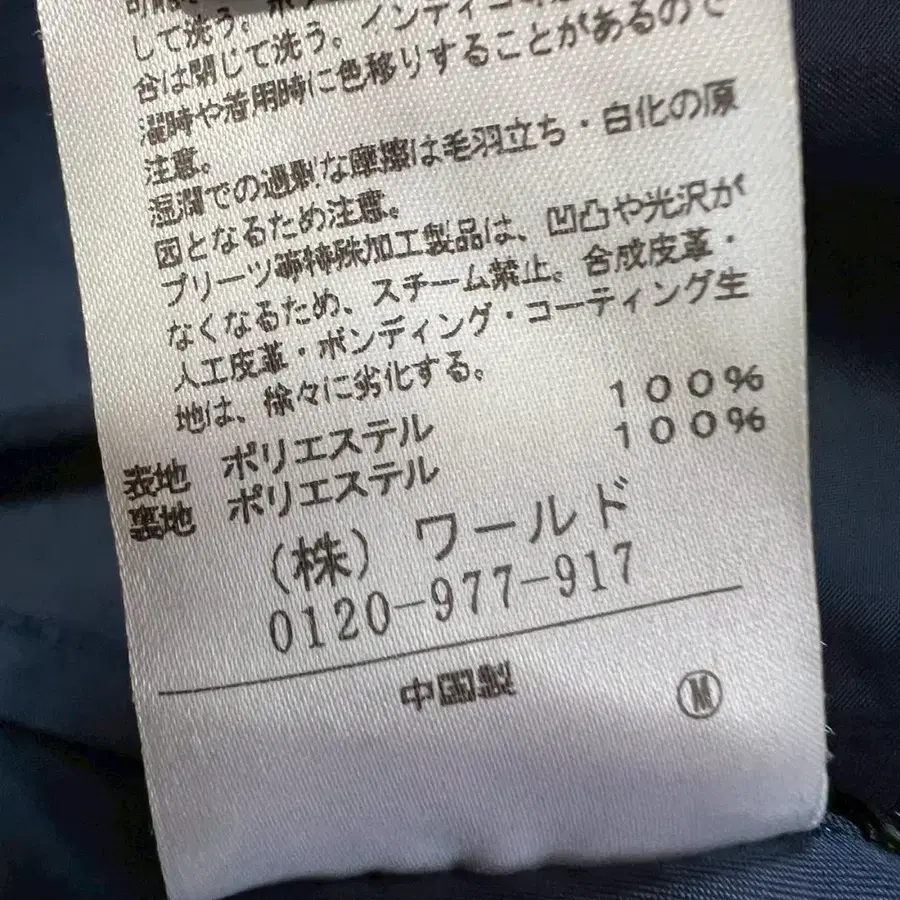 して洗う。
合は閉じて洗う。ノンアイロ
濯時や着用時に色移りすることがあるので
注意。
湿潤での過剰な摩擦は毛羽立ち・白化の原
因となるため注意。
プリーツ等特殊加工製品は、凹凸や光沢が
なくなるため、スチーム禁止。合成皮革・
人工皮革・ボンディング・コーティング生
地は、徐々に劣化する。
表地 ポリエステル 100%
裏地 ポリエステル 100%
(株) ワールド
0120-977-917
中国製
M